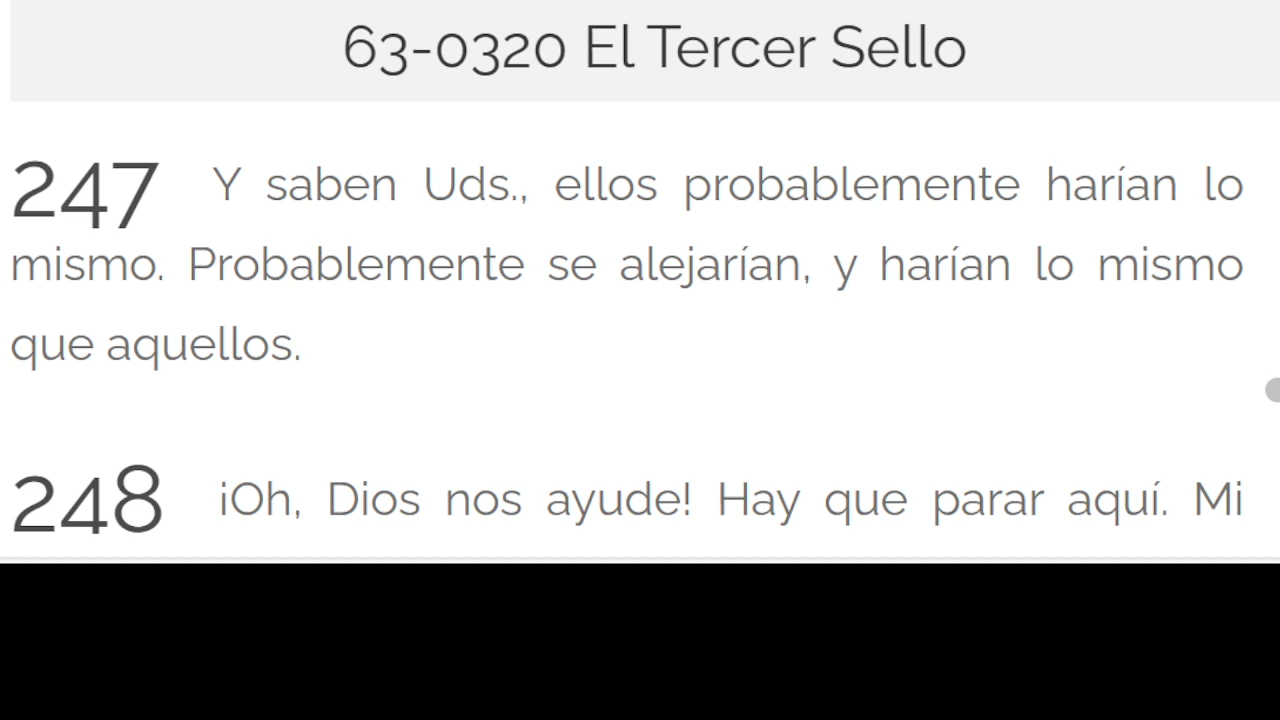 63-0320 El Tercer Sello
247 Y saben Uds., ellos probablemente harían lo
mismo. Probablemente se alejarían, y harían lo mismo
que aquellos.
248 ¡Oh, Dios nos ayude! Hay que parar aquí. Mi